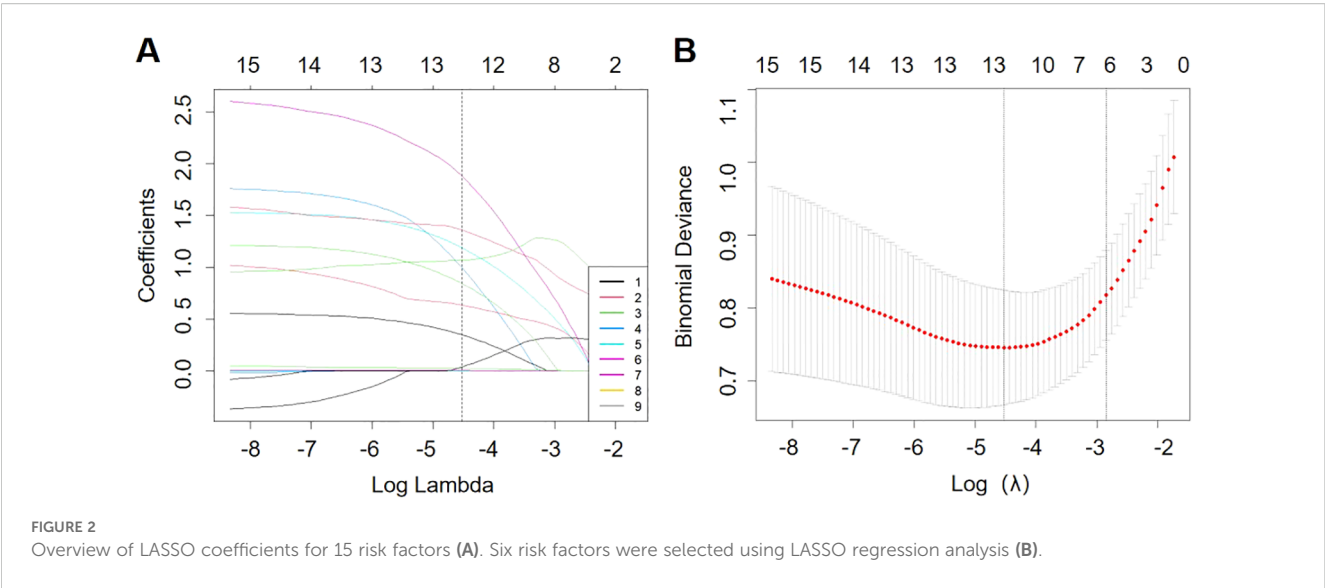 A
15 14 13 13 12 8 2
Coefficients
2.5
2.0
1.5
1.0
0.5
0.0
1
2
3
4
5
6
7
8
9
-8 -7 -6 -5 -4 -3 -2
Log Lambda
B
15 15 14 13 13 13 10 7 6 3 0
Binomial Deviance
1.1
1.0
0.9
0.8
0.7
-8 -7 -6 -5 -4 -3 -2
Log (λ)
FIGURE 2
Overview of LASSO coefficients for 15 risk factors (A). Six risk factors were selected using LASSO regression analysis (B).